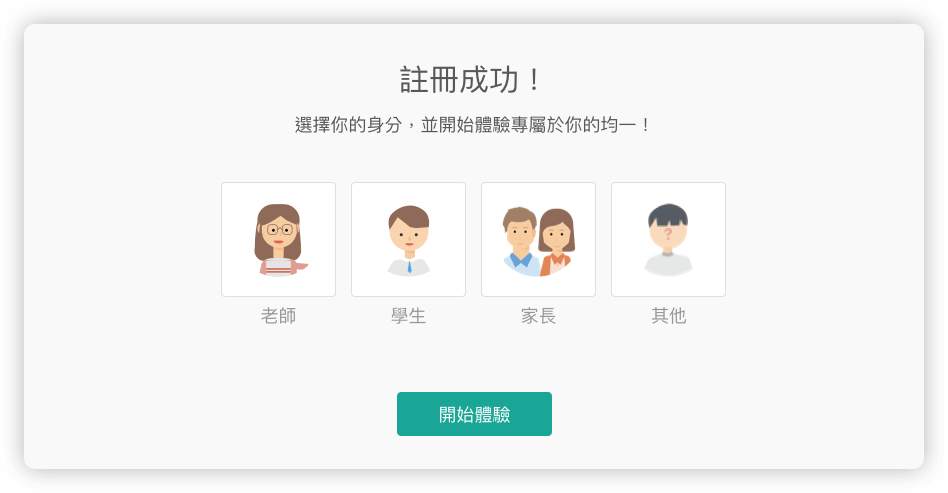 註冊成功！
選擇你的身分，並開始體驗專屬於你的均一！
?
老師 學生 家長 其他
開始體驗